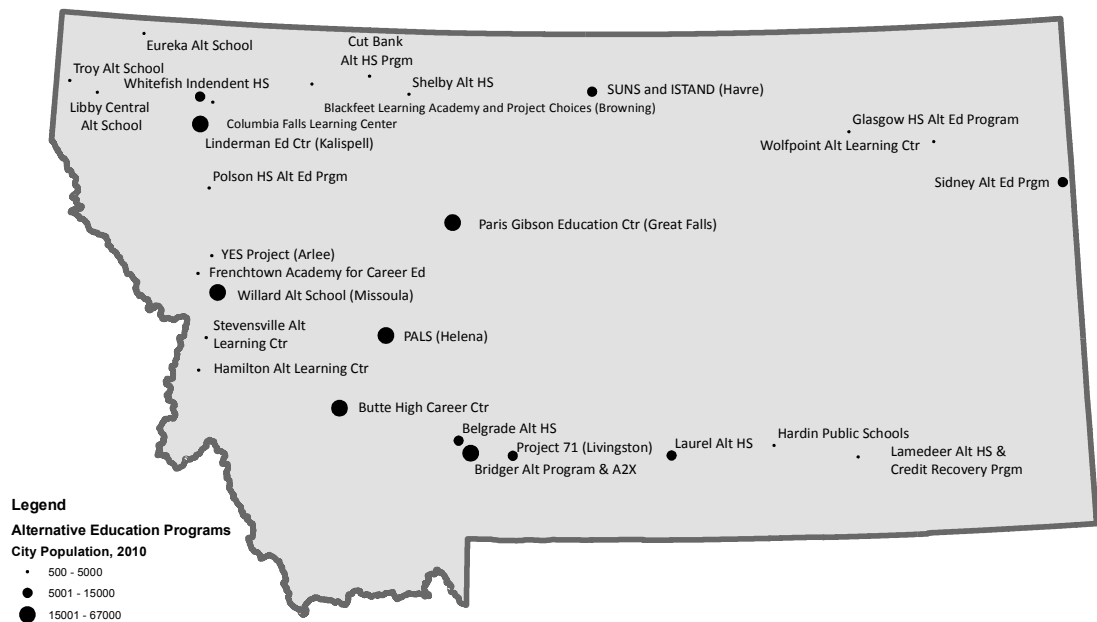 Eureka Alt School
Cut Bank
Alt HS Prgm
Troy Alt School
Whitefish Indendent HS
Shelby Alt HS
SUNS and ISTAND (Havre)
Libby Central
Alt School
Blackfeet Learning Academy and Project Choices (Browning)
Columbia Falls Learning Center
Glasgow HS Alt Ed Program
Linderman Ed Ctr (Kalispell)
Wolfpoint Alt Learning Ctr
Polson HS Alt Ed Prgm
Sidney Alt Ed Prgm
Paris Gibson Education Ctr (Great Falls)
YES Project (Arlee)
Frenchtown Academy for Career Ed
Willard Alt School (Missoula)
Stevensville Alt
Learning Ctr
PALS (Helena)
Hamilton Alt Learning Ctr
Butte High Career Ctr
Belgrade Alt HS
Project 71 (Livingston)
Bridger Alt Program & A2X
Laurel Alt HS
Hardin Public Schools
Lamedeer Alt HS &
Credit Recovery Prgm
Legend
Alternative Education Programs
City Population, 2010
500 - 5000
5001 - 15000
15001 - 67000